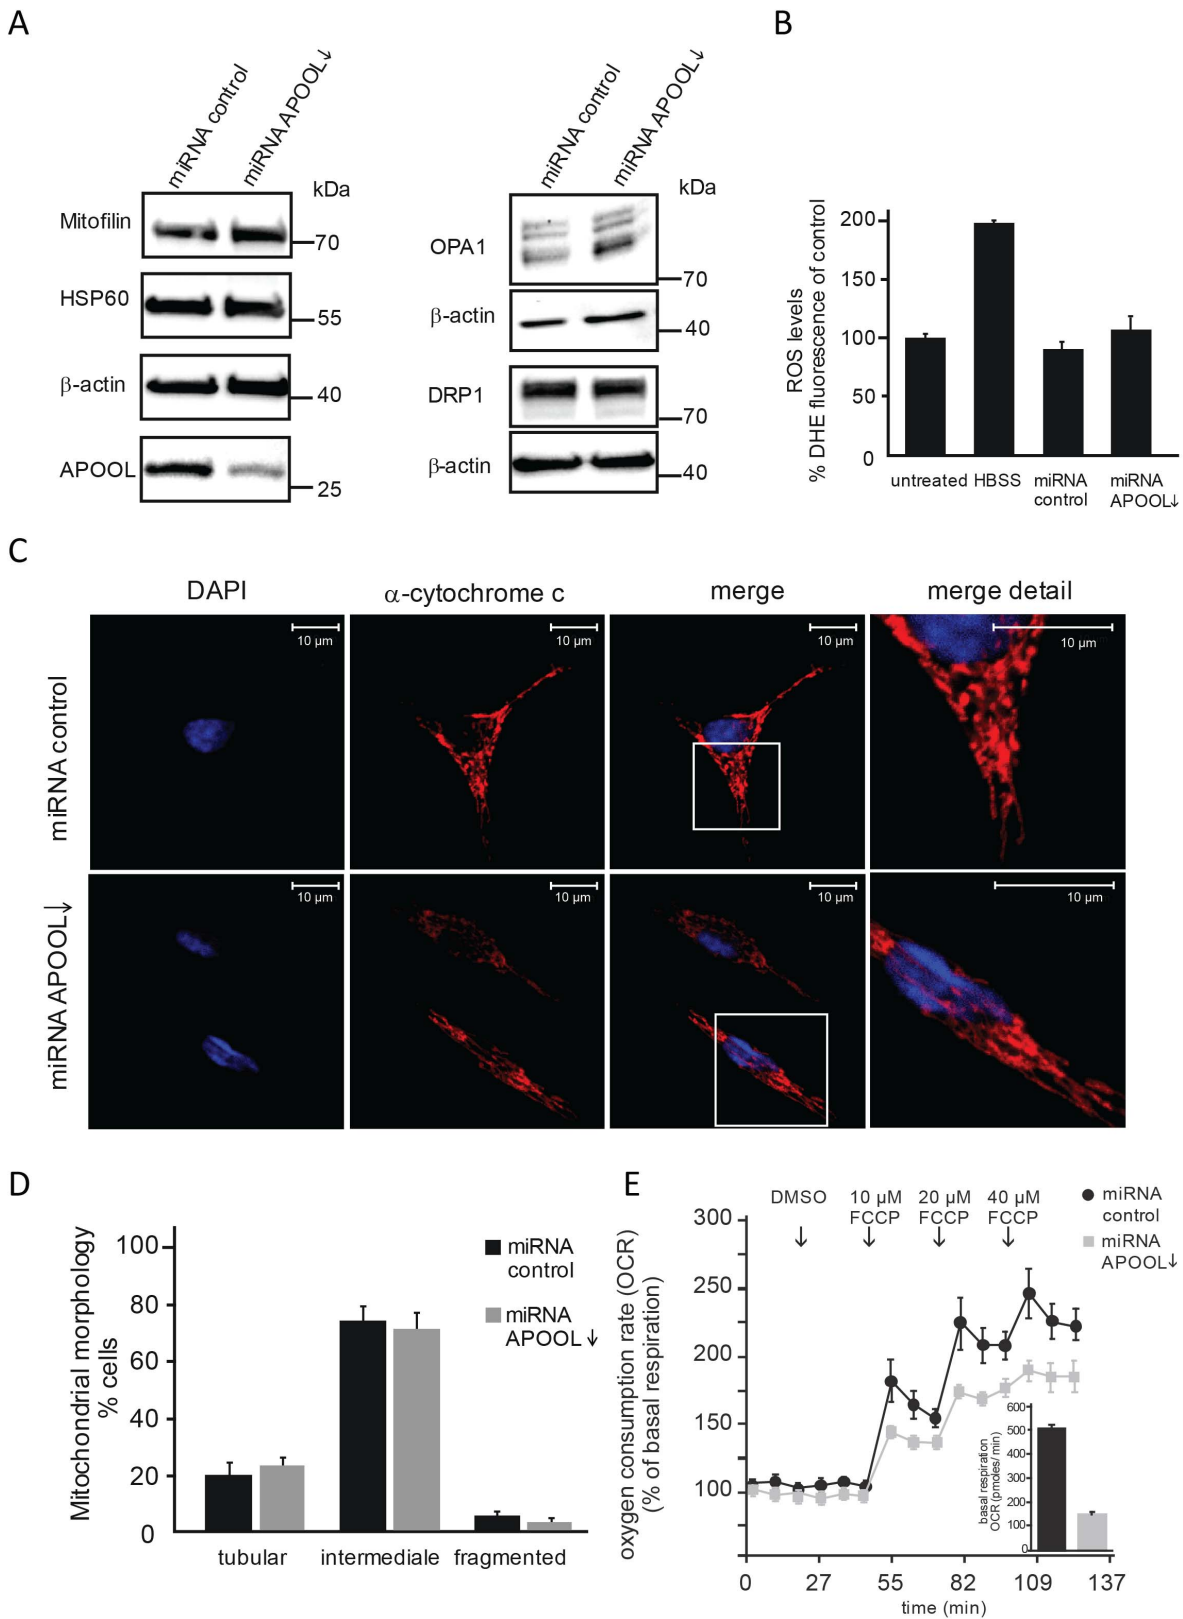 A
miRNA control
miRNA APOOL↓
kDa
Mitofilin
70
HSP60
55
β-actin
40
APOOL
25
miRNA control
miRNA APOOL↓
kDa
OPA1
70
β-actin
40
DRP1
70
β-actin
40
B
ROS levels
% DHE fluorescence of control
200
150
100
50
0
untreated
HBSS
miRNA
control
miRNA
APOOL↓
C
DAPI
α-cytochrome c
merge
merge detail
miRNA control
10 µm
10 µm
10 µm
10 µm
miRNA APOOL↓
10 µm
10 µm
10 µm
10 µm
D
Mitochondrial morphology
% cells
100
80
60
40
20
0
miRNA
control
miRNA
APOOL↓
tubular
intermediale
fragmented
E
DMSO
10 µM
FCCP
20 µM
FCCP
40 µM
FCCP
miRNA
control
miRNA
APOOL↓
oxygen consumption rate (OCR)
(% of basal respiration)
300
250
200
150
100
0
27
55
82
109
137
time (min)
basal respiration
OCR (pmoles/min)
600
500
400
300
200
100
0